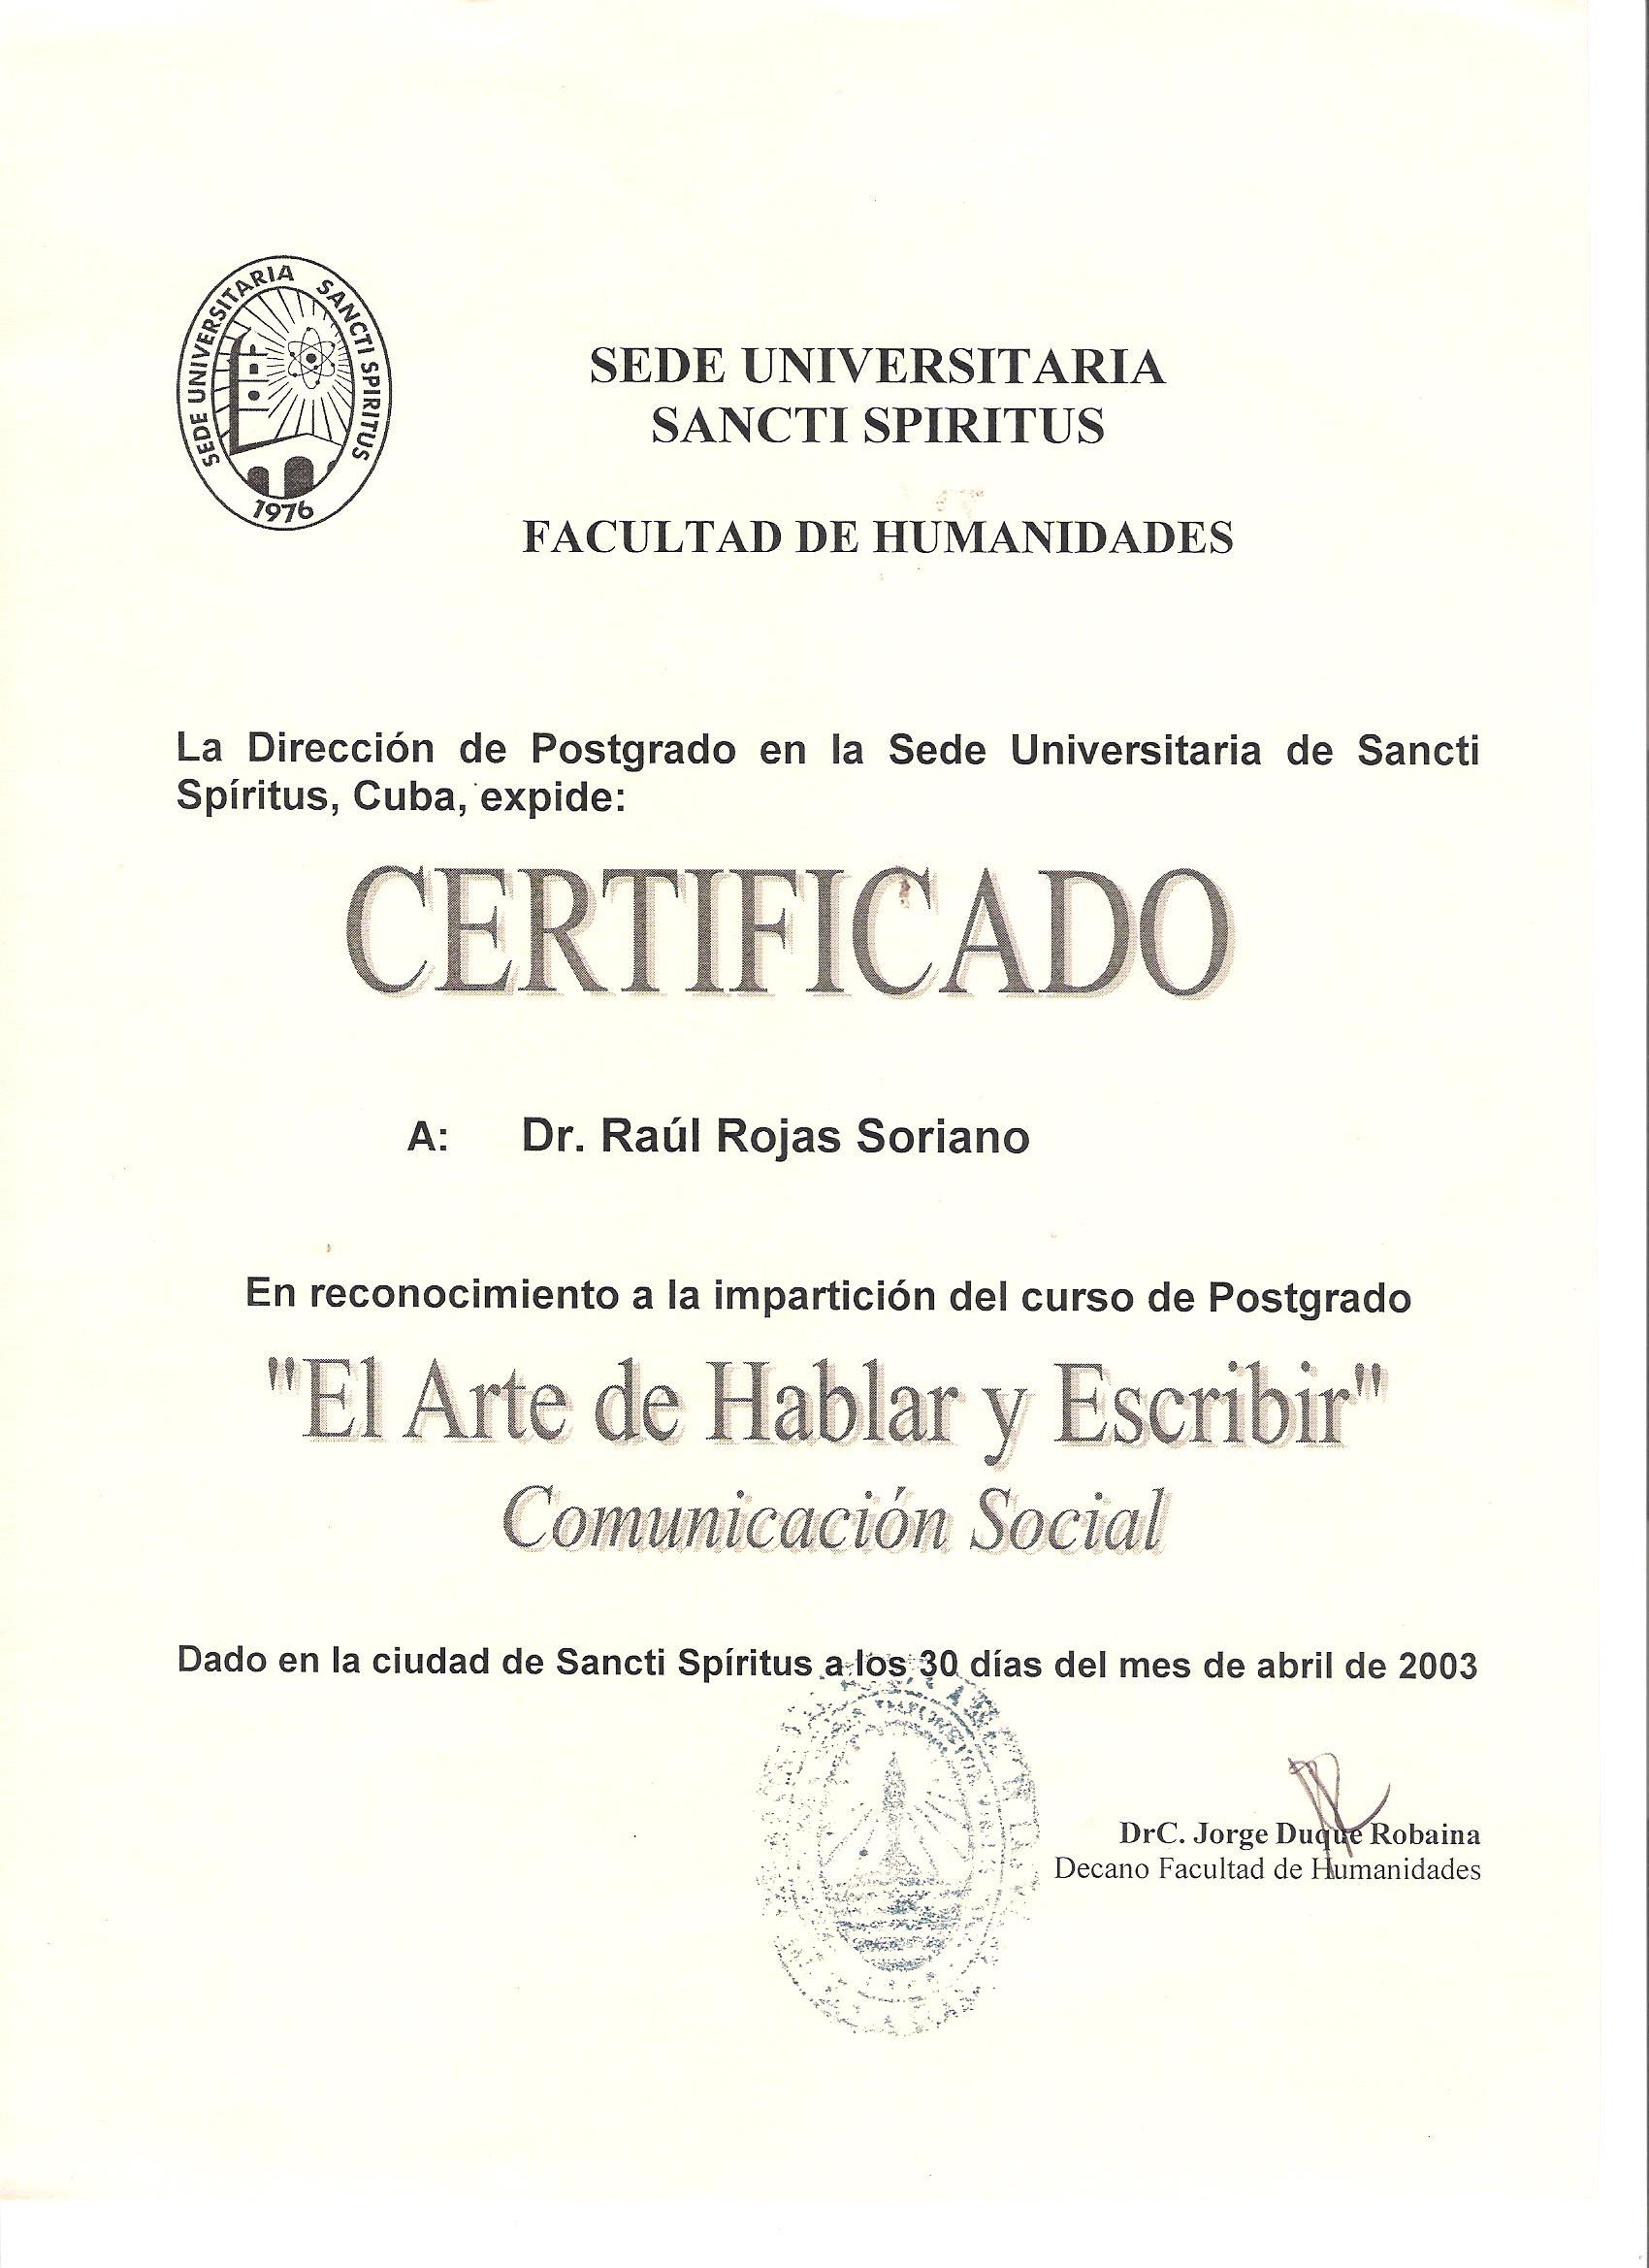 SEDE UNIVERSITARIA SANCTI SPIRITUS
1976
SEDE UNIVERSITARIA
SANCTI SPIRITUS
FACULTAD DE HUMANIDADES
La Dirección de Postgrado en la Sede Universitaria de Sancti
Spíritus, Cuba, expide:
CERTIFICADO
A: Dr. Raúl Rojas Soriano
En reconocimiento a la impartición del curso de Postgrado
"El Arte de Hablar y Escribir"
Comunicación Social
Dado en la ciudad de Sancti Spíritus a los 30 días del mes de abril de 2003
DrC. Jorge Duque Robaina
Decano Facultad de Humanidades